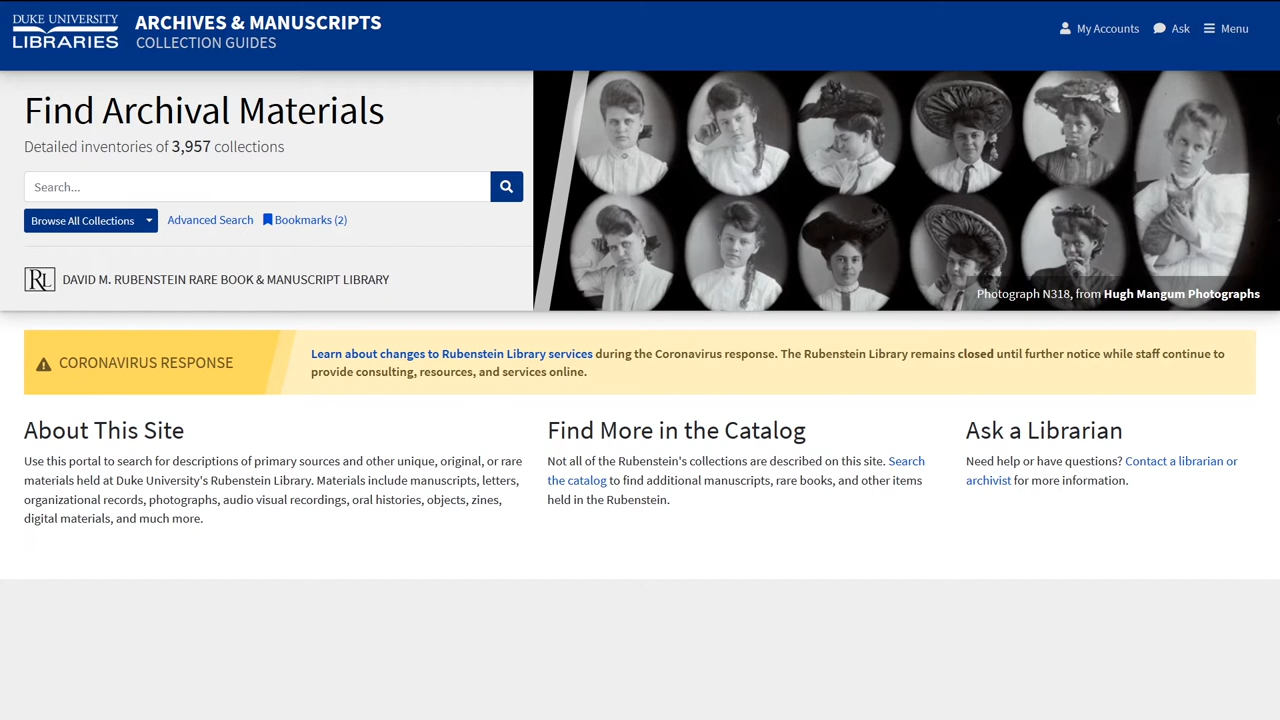 DUKE UNIVERSITY
LIBRARIES
ARCHIVES & MANUSCRIPTS
COLLECTION GUIDES
My Accounts
Ask
Menu
Find Archival Materials
Detailed inventories of 3,957 collections
Search...
Browse All Collections
Advanced Search
Bookmarks (2)
RL
DAVID M. RUBENSTEIN RARE BOOK & MANUSCRIPT LIBRARY
Photograph N318, from Hugh Mangum Photographs
CORONAVIRUS RESPONSE
Learn about changes to Rubenstein Library services during the Coronavirus response. The Rubenstein Library remains closed until further notice while staff continue to
provide consulting, resources, and services online.
About This Site
Use this portal to search for descriptions of primary sources and other unique, original, or rare
materials held at Duke University's Rubenstein Library. Materials include manuscripts, letters,
organizational records, photographs, audio visual recordings, oral histories, objects, zines,
digital materials, and much more.
Find More in the Catalog
Not all of the Rubenstein's collections are described on this site. Search
the catalog to find additional manuscripts, rare books, and other items
held in the Rubenstein.
Ask a Librarian
Need help or have questions? Contact a librarian or
archivist for more information.